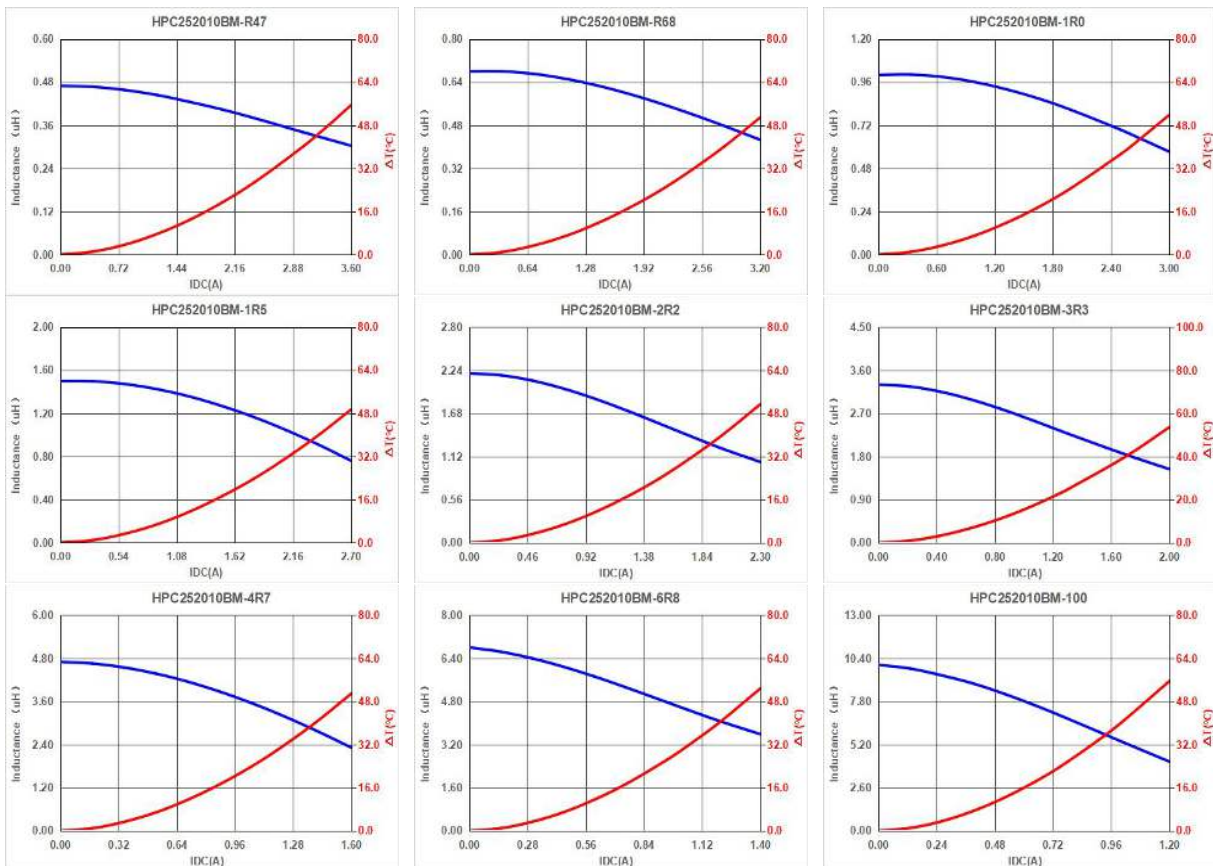 HPC252010BM-R47
0.60 80.0
0.48 64.0
0.36 48.0
0.24 32.0
0.12 16.0
0.00 0.0
Inductance (uH)
ΔT(℃)
0.00 0.72 1.44 2.16 2.88 3.60
IDC(A)
HPC252010BM-R68
0.80 80.0
0.64 64.0
0.48 48.0
0.32 32.0
0.16 16.0
0.00 0.0
Inductance (uH)
ΔT(℃)
0.00 0.64 1.28 1.92 2.56 3.20
IDC(A)
HPC252010BM-1R0
1.20 80.0
0.96 64.0
0.72 48.0
0.48 32.0
0.24 16.0
0.00 0.0
Inductance (uH)
ΔT(℃)
0.00 0.60 1.20 1.80 2.40 3.00
IDC(A)
HPC252010BM-1R5
2.00 80.0
1.60 64.0
1.20 48.0
0.80 32.0
0.40 16.0
0.00 0.0
Inductance (uH)
ΔT(℃)
0.00 0.54 1.08 1.62 2.16 2.70
IDC(A)
HPC252010BM-2R2
2.80 80.0
2.24 64.0
1.68 48.0
1.12 32.0
0.56 16.0
0.00 0.0
Inductance (uH)
ΔT(℃)
0.00 0.46 0.92 1.38 1.84 2.30
IDC(A)
HPC252010BM-3R3
4.50 100.0
3.60 80.0
2.70 60.0
1.80 40.0
0.90 20.0
0.00 0.0
Inductance (uH)
ΔT(℃)
0.00 0.40 0.80 1.20 1.60 2.00
IDC(A)
HPC252010BM-4R7
6.00 80.0
4.80 64.0
3.60 48.0
2.40 32.0
1.20 16.0
0.00 0.0
Inductance (uH)
ΔT(℃)
0.00 0.32 0.64 0.96 1.28 1.60
IDC(A)
HPC252010BM-6R8
8.00 80.0
6.40 64.0
4.80 48.0
3.20 32.0
1.60 16.0
0.00 0.0
Inductance (uH)
ΔT(℃)
0.00 0.28 0.56 0.84 1.12 1.40
IDC(A)
HPC252010BM-100
13.00 80.0
10.40 64.0
7.80 48.0
5.20 32.0
2.60 16.0
0.00 0.0
Inductance (uH)
ΔT(℃)
0.00 0.24 0.48 0.72 0.96 1.20
IDC(A)